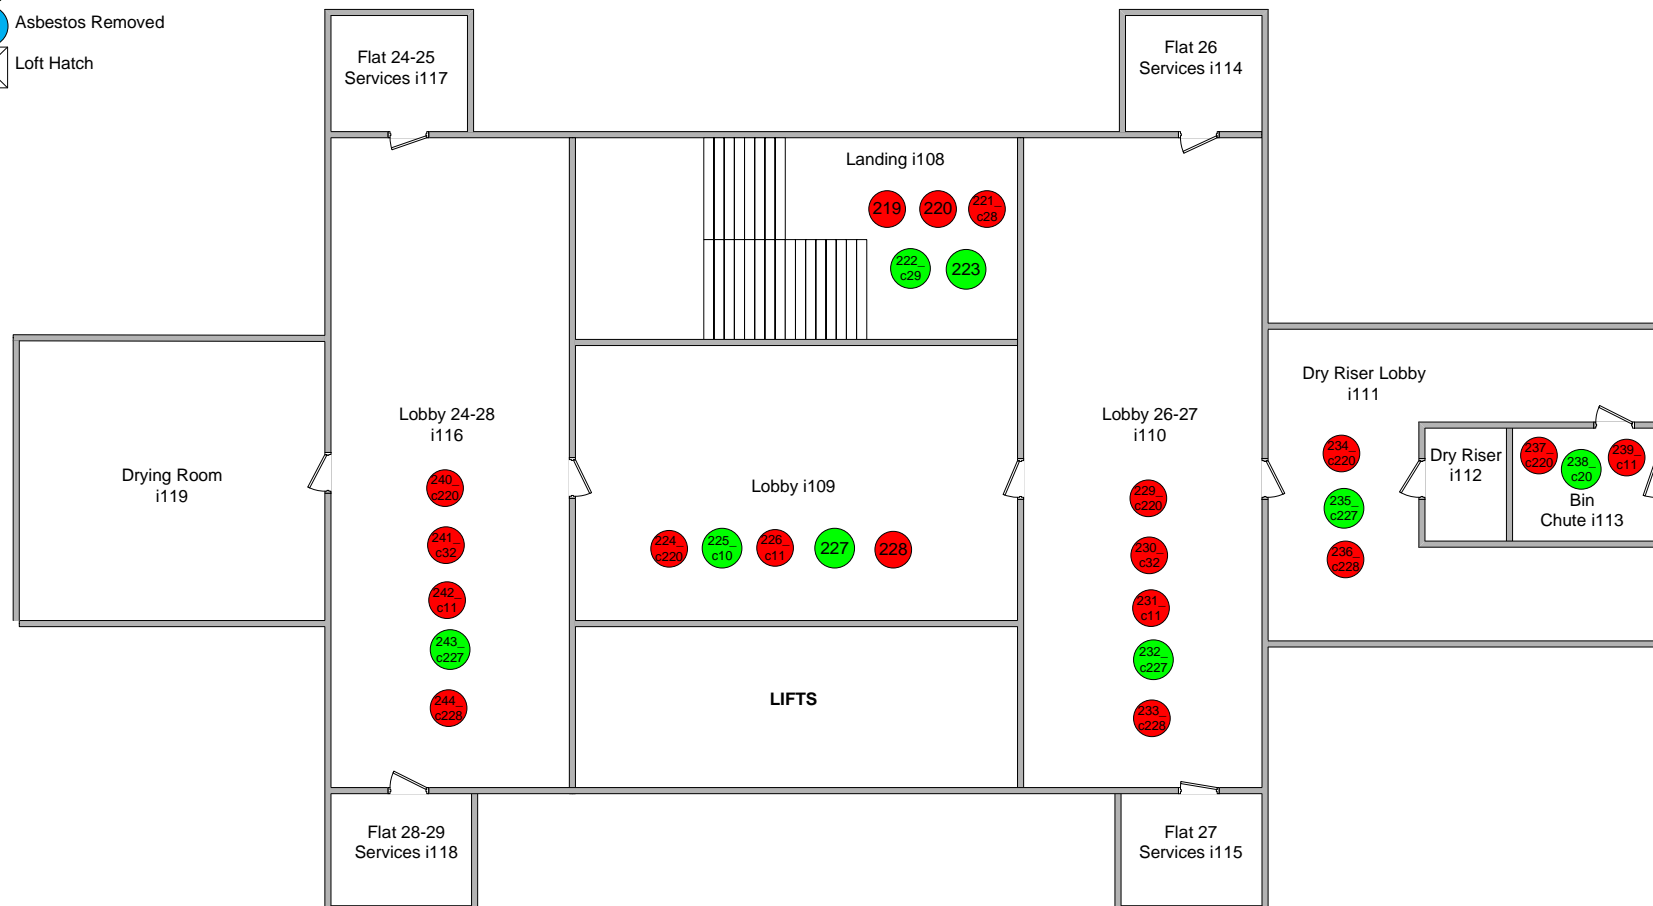 Asbestos Removed
Loft Hatch
Flat 24-25
Services i117
Flat 26
Services i114
Landing i108
219
220
221_
c28
222_
c29
223
Dry Riser Lobby
i111
Lobby 24-28
i116
Lobby 26-27
i110
Drying Room
i119
Lobby i109
Dry Riser
i112
Bin
Chute i113
234_
c220
235_
c227
236_
c228
237_
c220
238_
c20
239_
c11
240_
c220
241_
c32
242_
c11
243_
c227
244_
c228
224_
c220
225_
c10
226_
c11
227
228
229_
c220
230_
c32
231_
c11
232_
c227
233_
c228
LIFTS
Flat 28-29
Services i118
Flat 27
Services i115